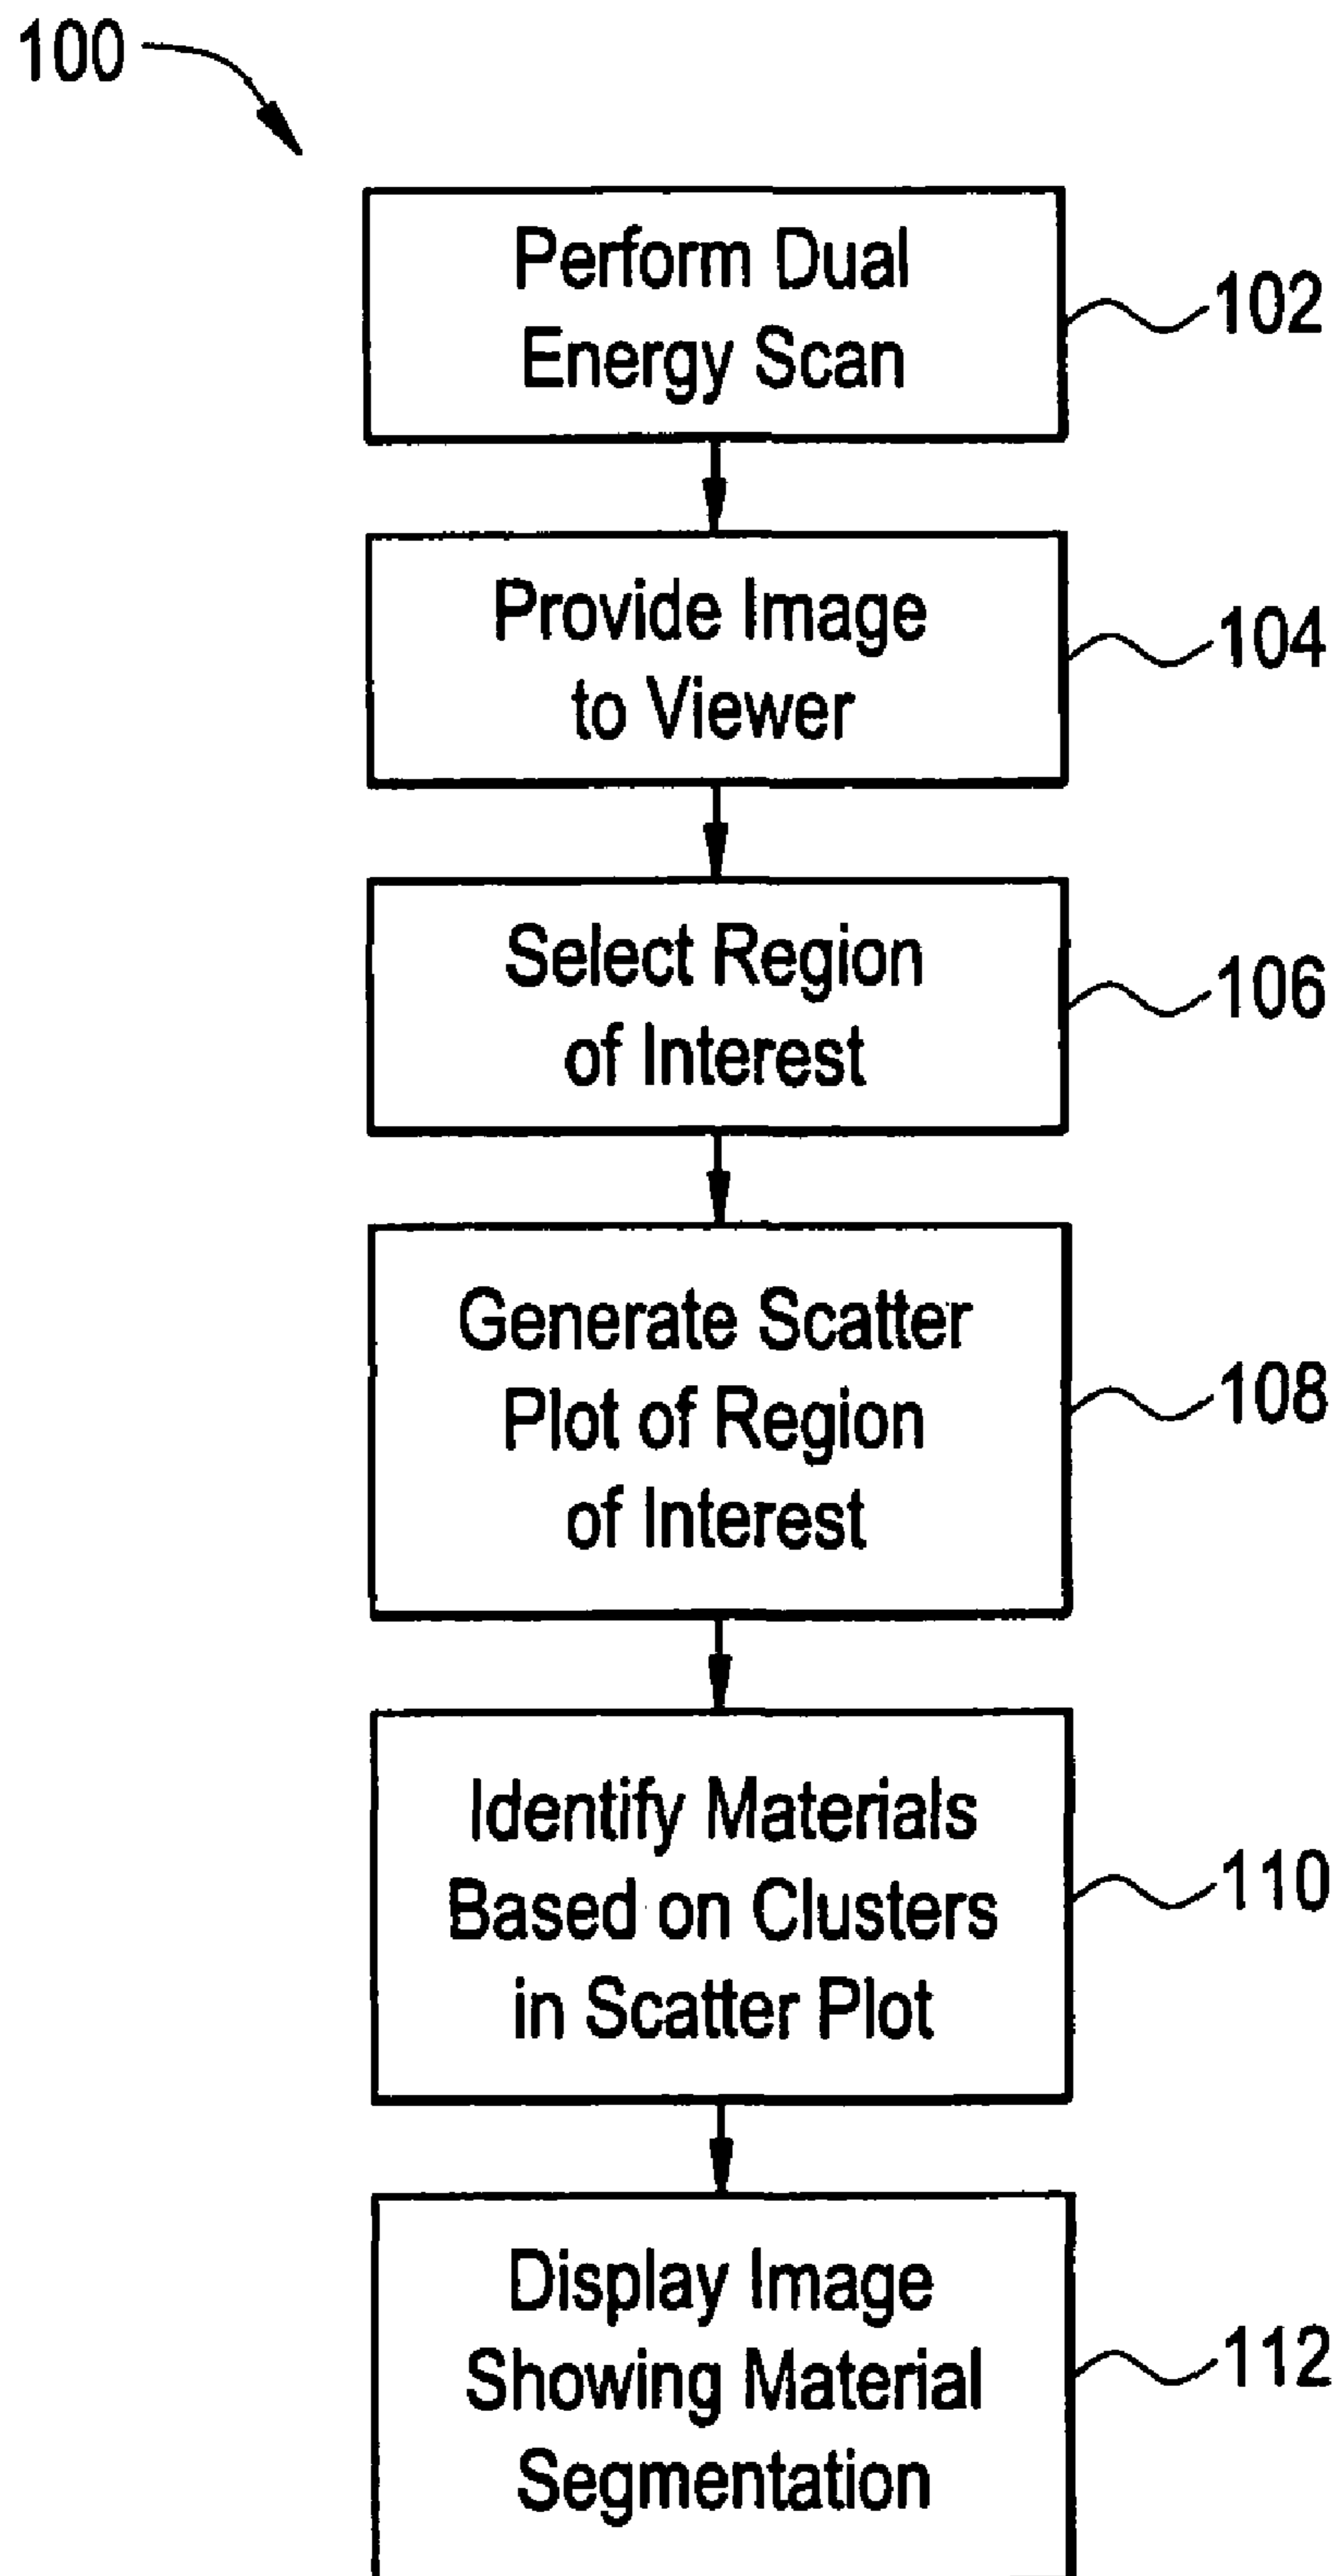 100
Perform Dual
Energy Scan
102
Provide Image
to Viewer
104
Select Region
of Interest
106
Generate Scatter
Plot of Region
of Interest
108
Identify Materials
Based on Clusters
in Scatter Plot
110
Display Image
Showing Material
Segmentation
112